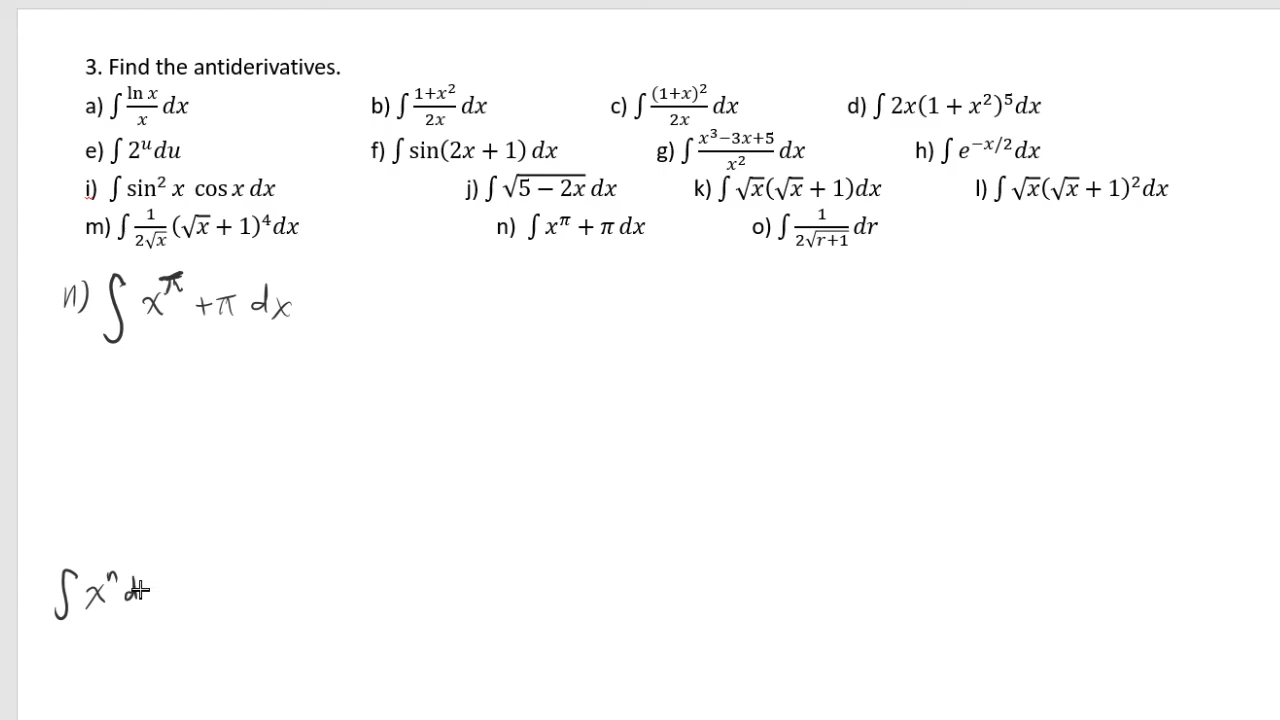 3. Find the antiderivatives.
a) ∫ ln x / x dx b) ∫ (1+x²)/(2x) dx c) ∫ (1+x)²/(2x) dx d) ∫ 2x(1 + x²)⁵dx
e) ∫ 2ᵘdu f) ∫ sin(2x + 1) dx g) ∫ (x³−3x+5)/x² dx h) ∫ e^(−x/2)dx
i) ∫ sin² x cos x dx j) ∫ √(5 − 2x) dx k) ∫ √x(√x + 1)dx l) ∫ √x(√x + 1)²dx
m) ∫ 1/(2√x) (√x + 1)⁴dx n) ∫ x^π + π dx o) ∫ 1/(2√(r+1)) dr
n) ∫ x^π + π dx
∫ xⁿ d